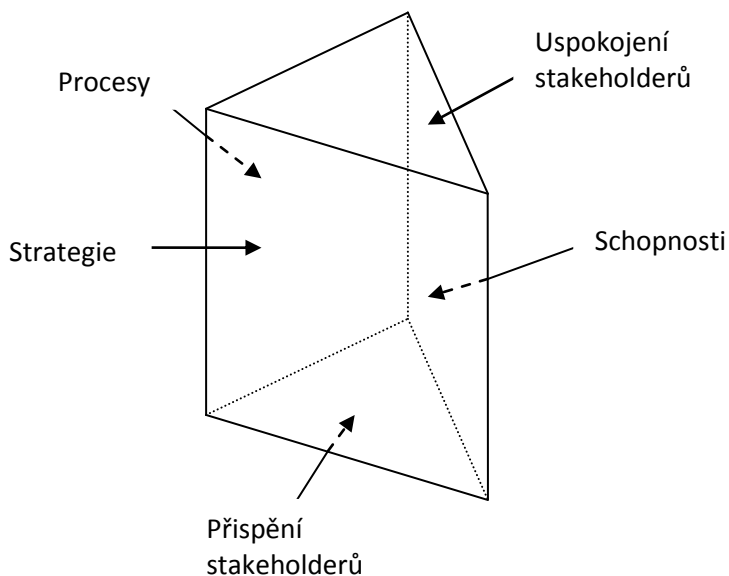 Uspokojení
stakeholderů
Procesy
Strategie
Schopnosti
Přispění
stakeholderů